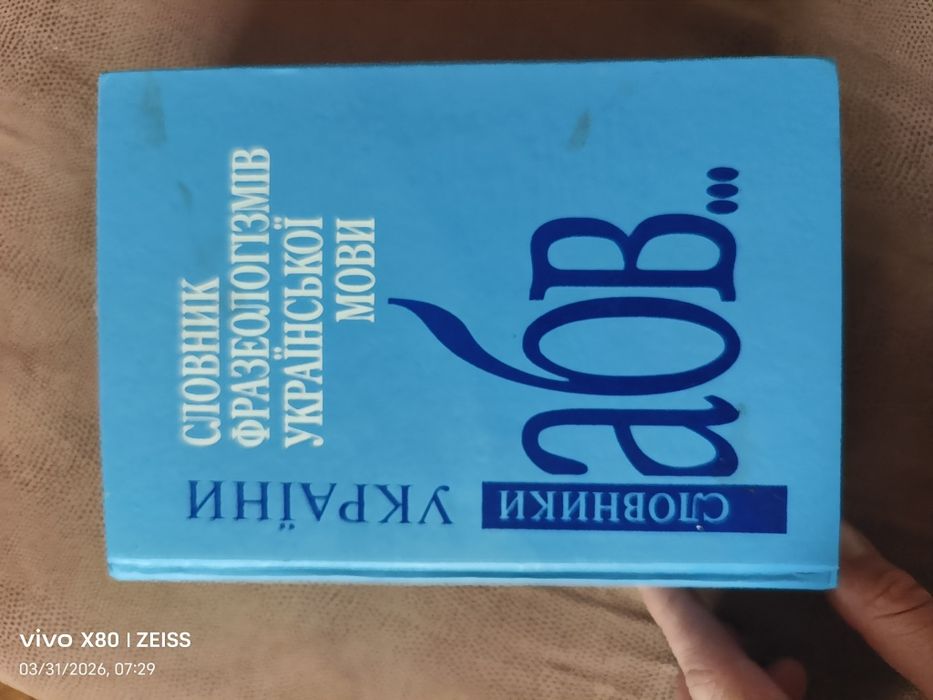 СЛОВНИК
ФРАЗЕОЛОГІЗМІВ
УКРАЇНСЬКОЇ
МОВИ
абв...
СЛОВНИКИ
УКРАЇНИ
vivo X80 | ZEISS
03/31/2026, 07:29